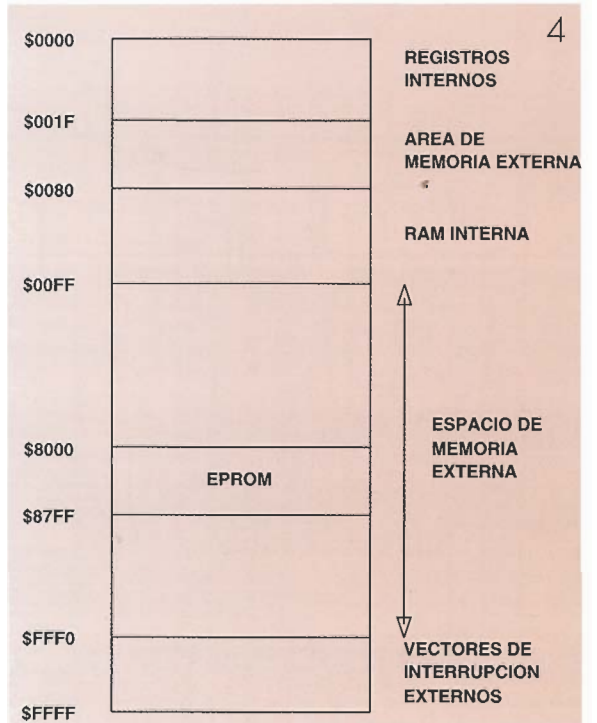 4
$0000
REGISTROS
INTERNOS
$001F
AREA DE
MEMORIA EXTERNA
$0080
RAM INTERNA
$00FF
ESPACIO DE
MEMORIA
EXTERNA
$8000
EPROM
$87FF
$FFF0
VECTORES DE
INTERRUPCION
EXTERNOS
$FFFF